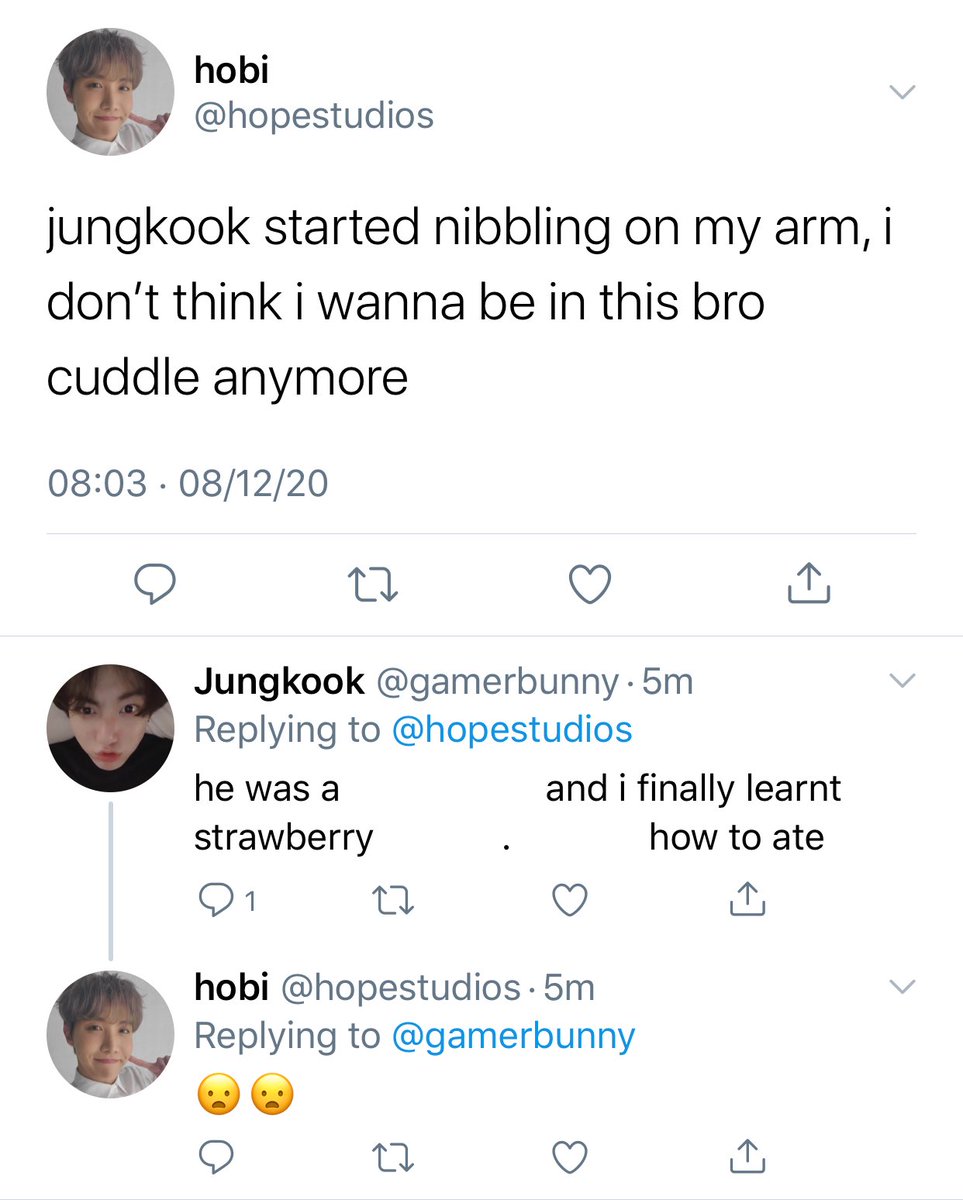 hobi
@hopestudios
jungkook started nibbling on my arm, i
don’t think i wanna be in this bro
cuddle anymore
08:03 · 08/12/20
Jungkook @gamerbunny · 5m
Replying to @hopestudios
he was a and i finally learnt
strawberry . how to ate
1
hobi @hopestudios · 5m
Replying to @gamerbunny
😦😦